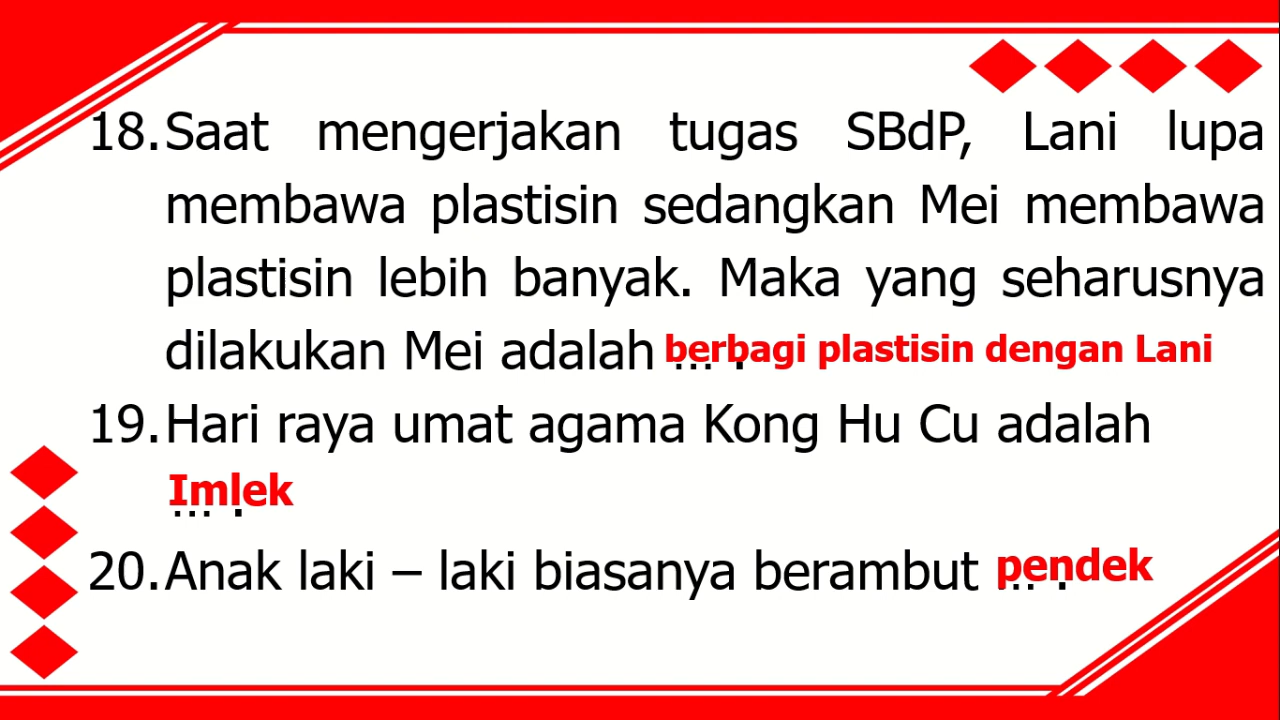 18. Saat mengerjakan tugas SBdP, Lani lupa
membawa plastisin sedangkan Mei membawa
plastisin lebih banyak. Maka yang seharusnya
dilakukan Mei adalah ... . berbagi plastisin dengan Lani
19. Hari raya umat agama Kong Hu Cu adalah
... . Imlek
20. Anak laki – laki biasanya berambut ... . pendek